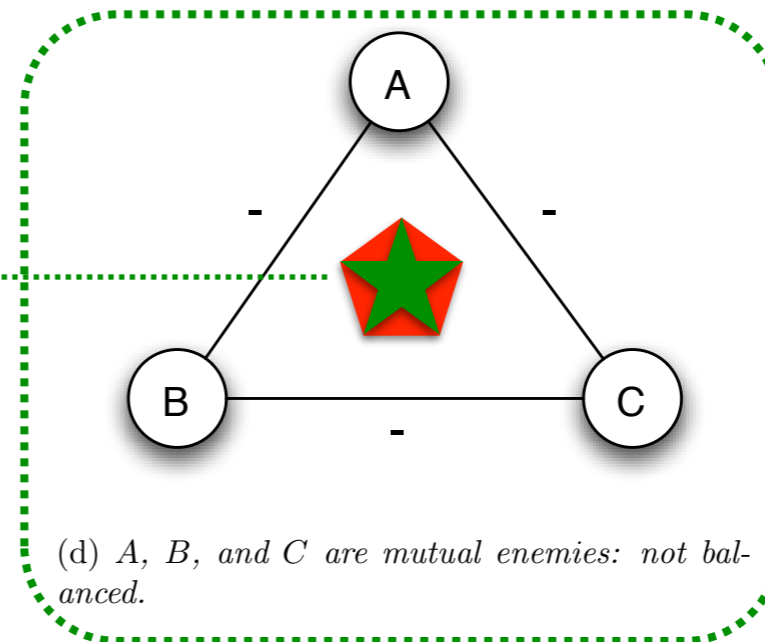 A
-
-
B
C
-
(d) A, B, and C are mutual enemies: not bal-
anced.